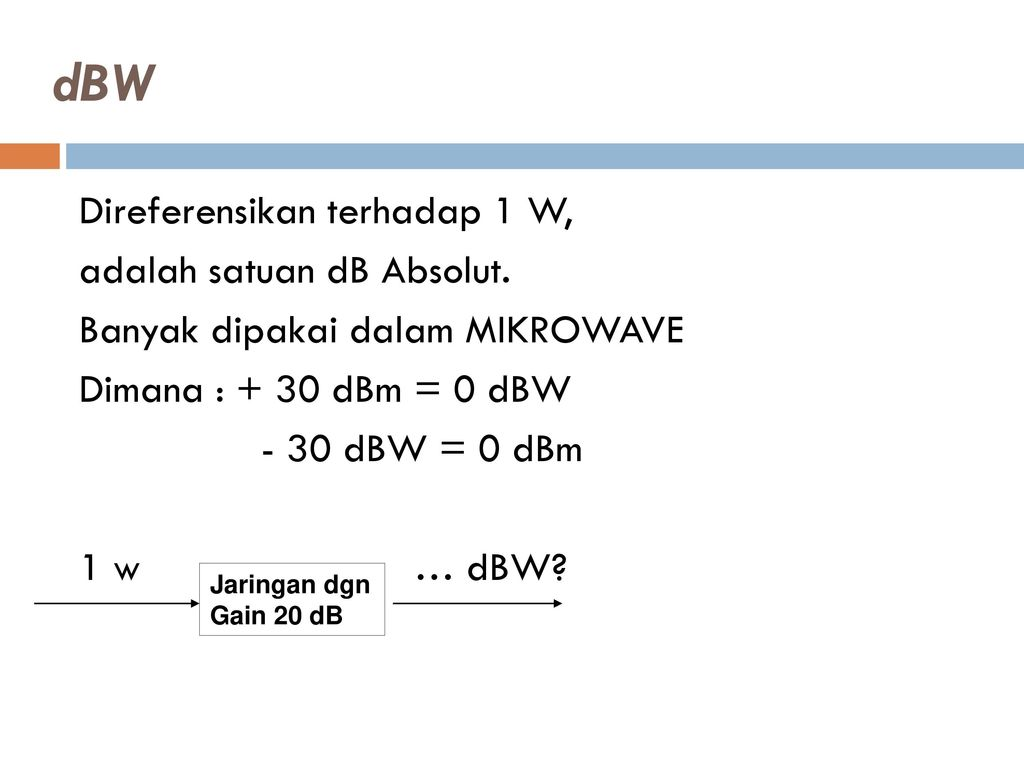 dBW
Direferensikan terhadap 1 W,
adalah satuan dB Absolut.
Banyak dipakai dalam MIKROWAVE
Dimana : + 30 dBm = 0 dBW
- 30 dBW = 0 dBm
1 w … dBW?
Jaringan dgn
Gain 20 dB